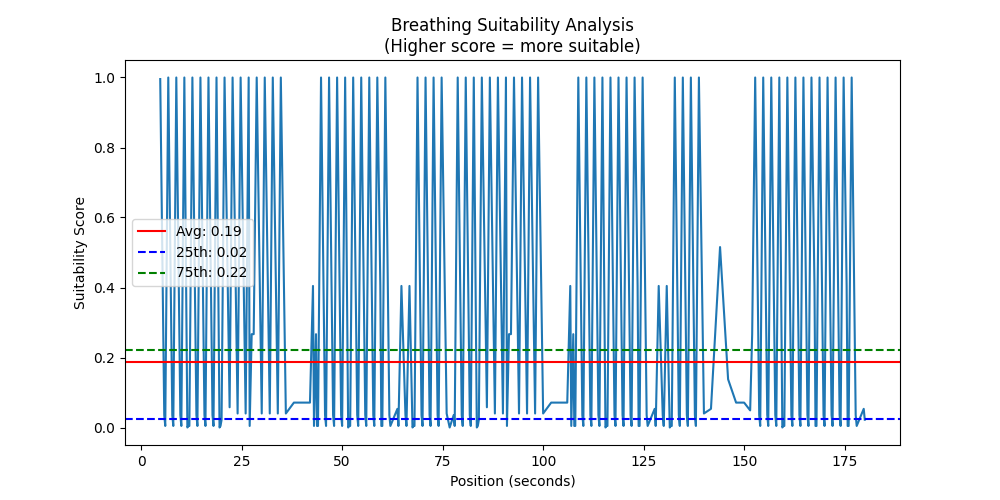 Breathing Suitability Analysis
(Higher score = more suitable)
Suitability Score
1.0
0.8
0.6
0.4
0.2
0.0
Avg: 0.19
25th: 0.02
75th: 0.22
0 25 50 75 100 125 150 175
Position (seconds)